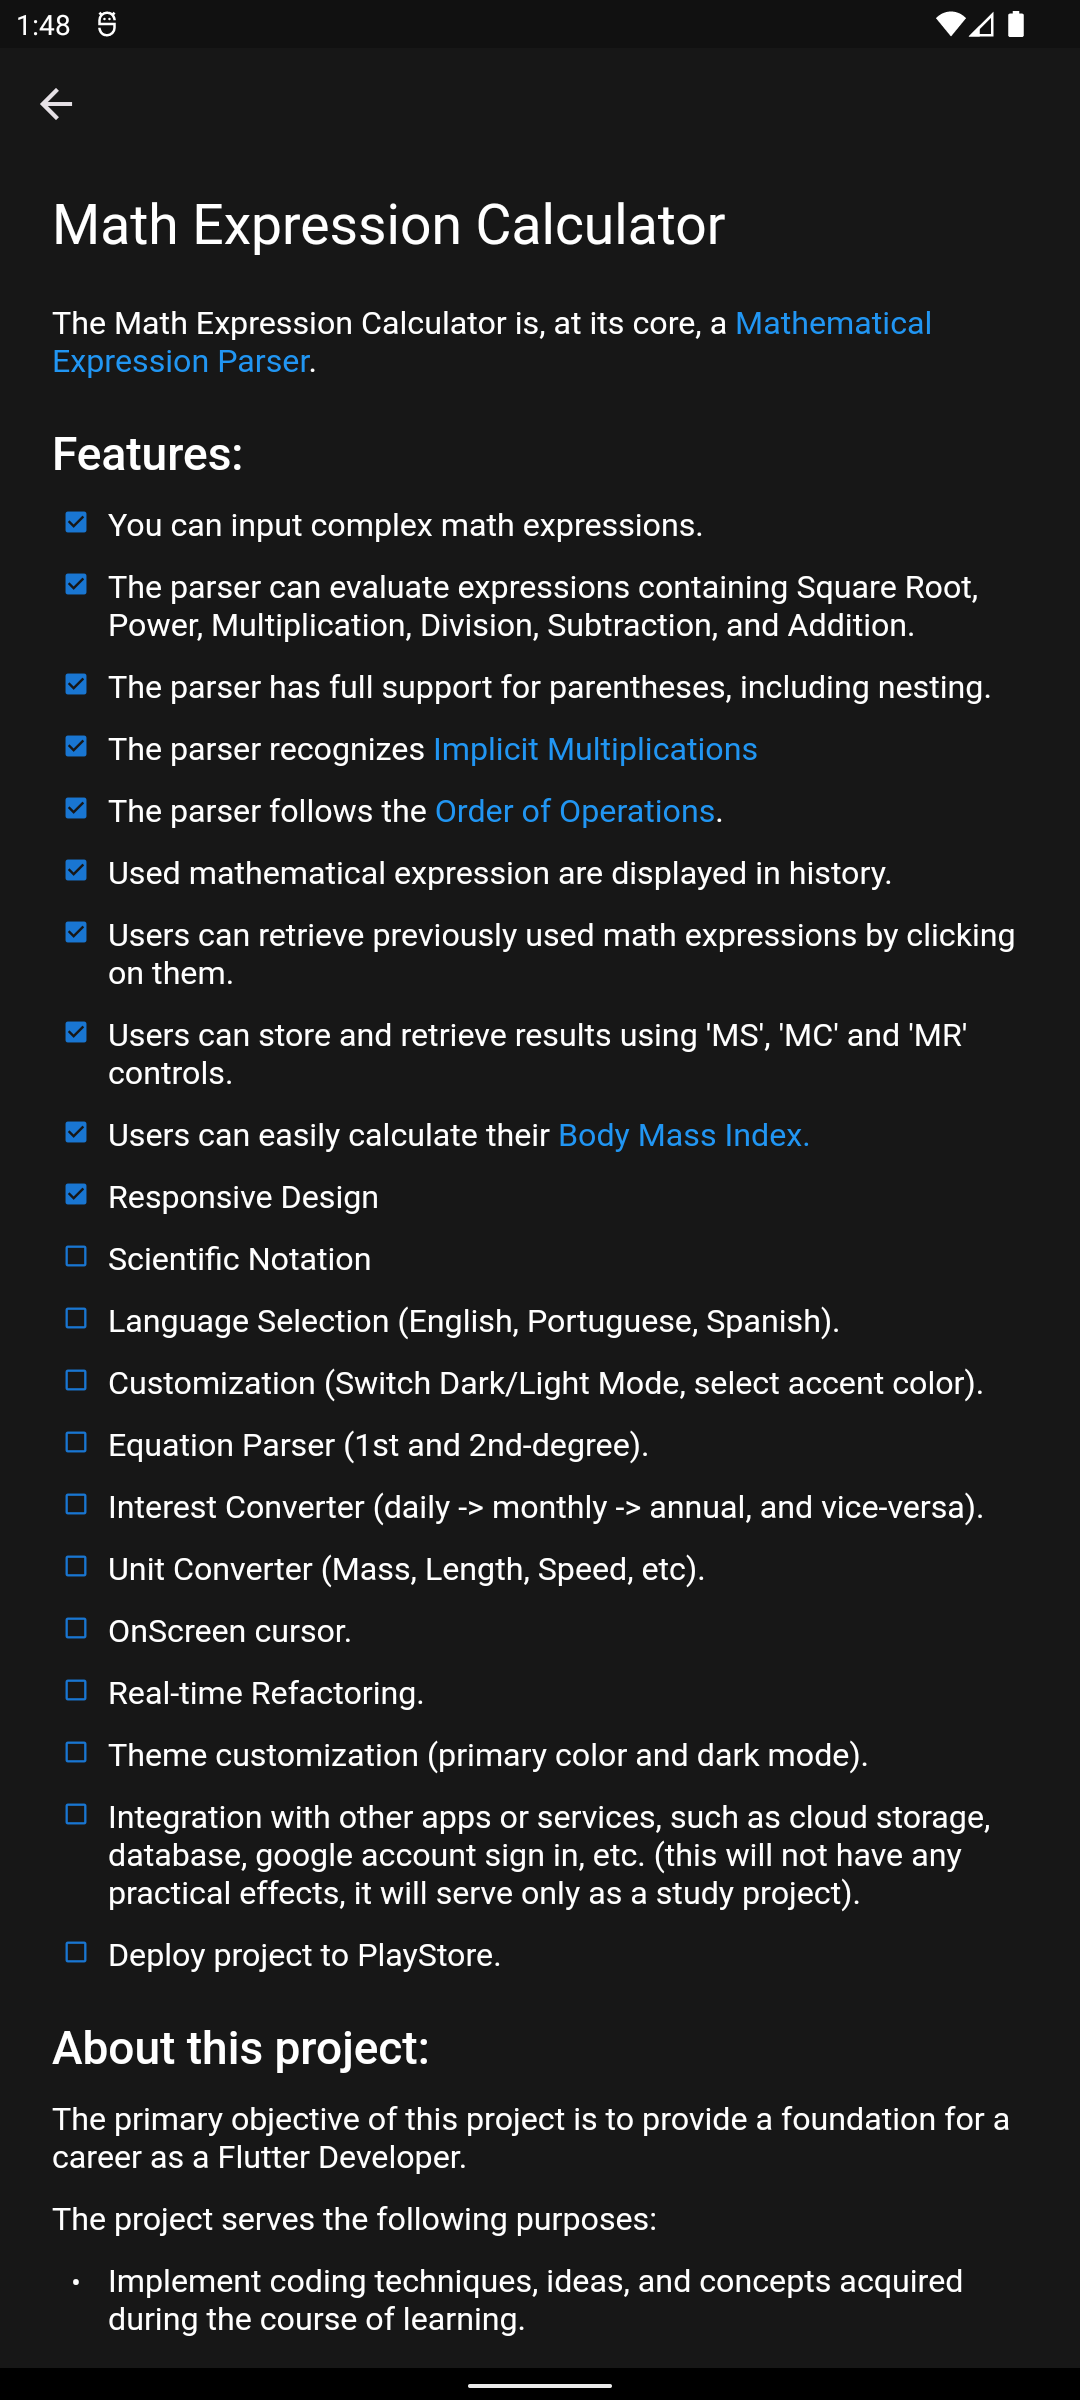 1:48
Math Expression Calculator
The Math Expression Calculator is, at its core, a Mathematical
Expression Parser.
Features:
You can input complex math expressions.
The parser can evaluate expressions containing Square Root,
Power, Multiplication, Division, Subtraction, and Addition.
The parser has full support for parentheses, including nesting.
The parser recognizes Implicit Multiplications
The parser follows the Order of Operations.
Used mathematical expression are displayed in history.
Users can retrieve previously used math expressions by clicking
on them.
Users can store and retrieve results using 'MS', 'MC' and 'MR'
controls.
Users can easily calculate their Body Mass Index.
Responsive Design
Scientific Notation
Language Selection (English, Portuguese, Spanish).
Customization (Switch Dark/Light Mode, select accent color).
Equation Parser (1st and 2nd-degree).
Interest Converter (daily -> monthly -> annual, and vice-versa).
Unit Converter (Mass, Length, Speed, etc).
OnScreen cursor.
Real-time Refactoring.
Theme customization (primary color and dark mode).
Integration with other apps or services, such as cloud storage,
database, google account sign in, etc. (this will not have any
practical effects, it will serve only as a study project).
Deploy project to PlayStore.
About this project:
The primary objective of this project is to provide a foundation for a
career as a Flutter Developer.
The project serves the following purposes:
• Implement coding techniques, ideas, and concepts acquired
during the course of learning.